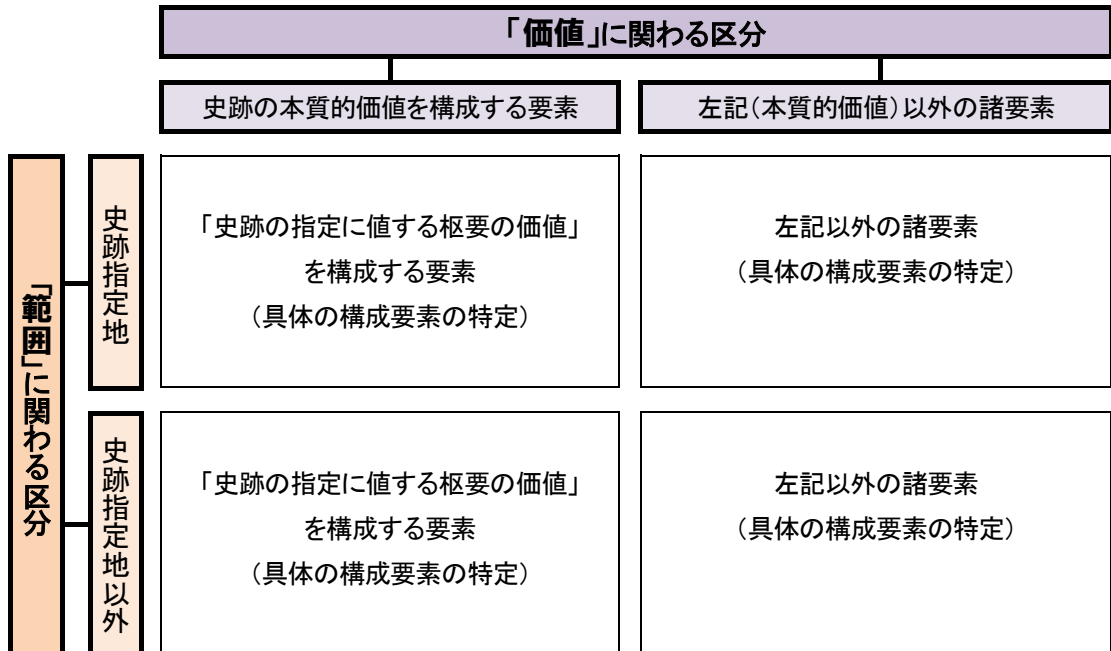 「価値」に関わる区分
史跡の本質的価値を構成する要素
左記(本質的価値)以外の諸要素
「範囲」に関わる区分
史跡指定地
「史跡の指定に値する枢要の価値」
を構成する要素
(具体の構成要素の特定)
左記以外の諸要素
(具体の構成要素の特定)
史跡指定地以外
「史跡の指定に値する枢要の価値」
を構成する要素
(具体の構成要素の特定)
左記以外の諸要素
(具体の構成要素の特定)